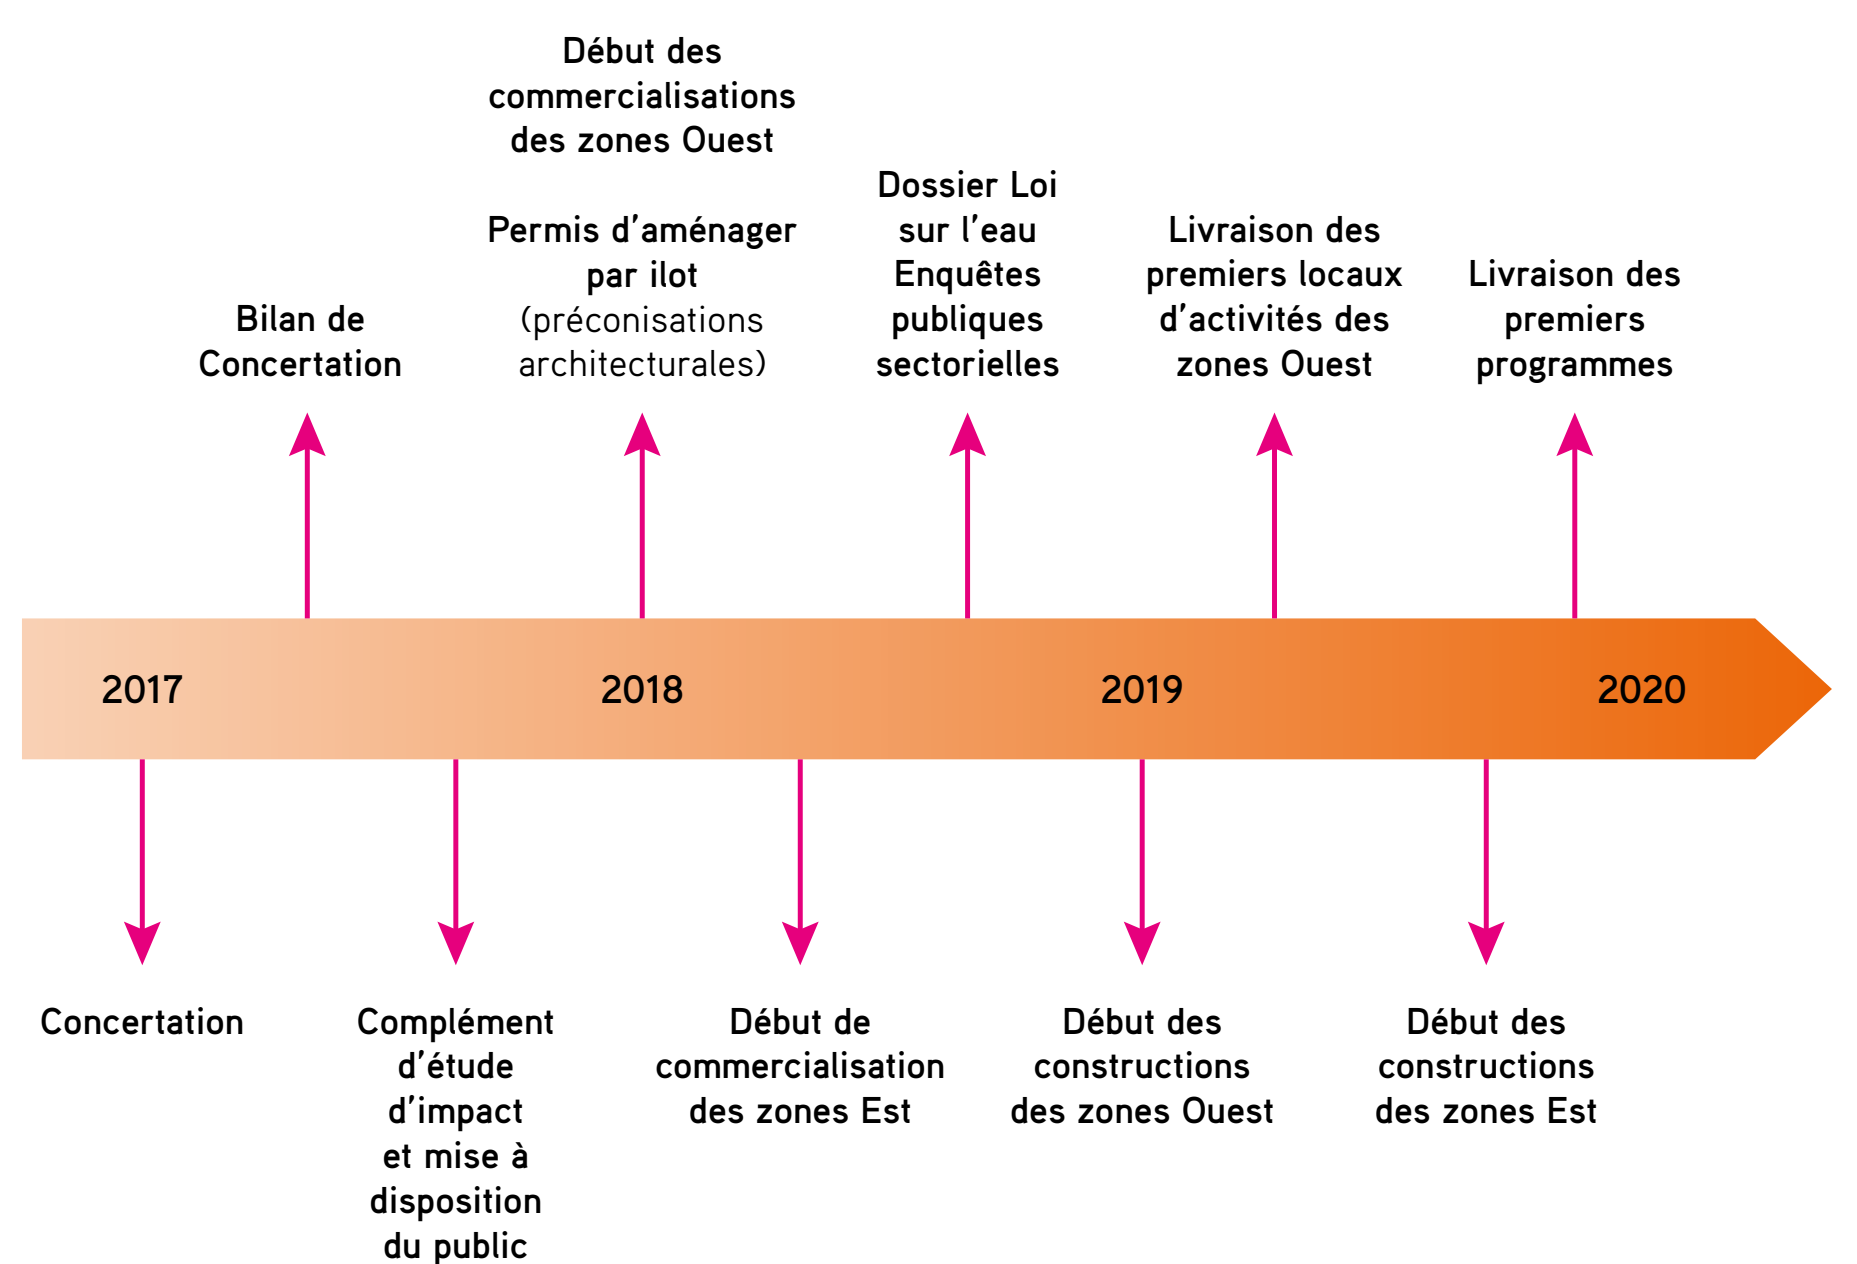 Début des
commercialisations
des zones Ouest
Permis d’aménager
par ilot
(préconisations
architecturales)
Bilan de
Concertation
Dossier Loi
sur l’eau
Enquêtes
publiques
sectorielles
Livraison des
premiers locaux
d’activités des
zones Ouest
Livraison des
premiers
programmes
2017
2018
2019
2020
Concertation
Complément
d’étude
d’impact
et mise à
disposition
du public
Début de
commercialisation
des zones Est
Début des
constructions
des zones Ouest
Début des
constructions
des zones Est